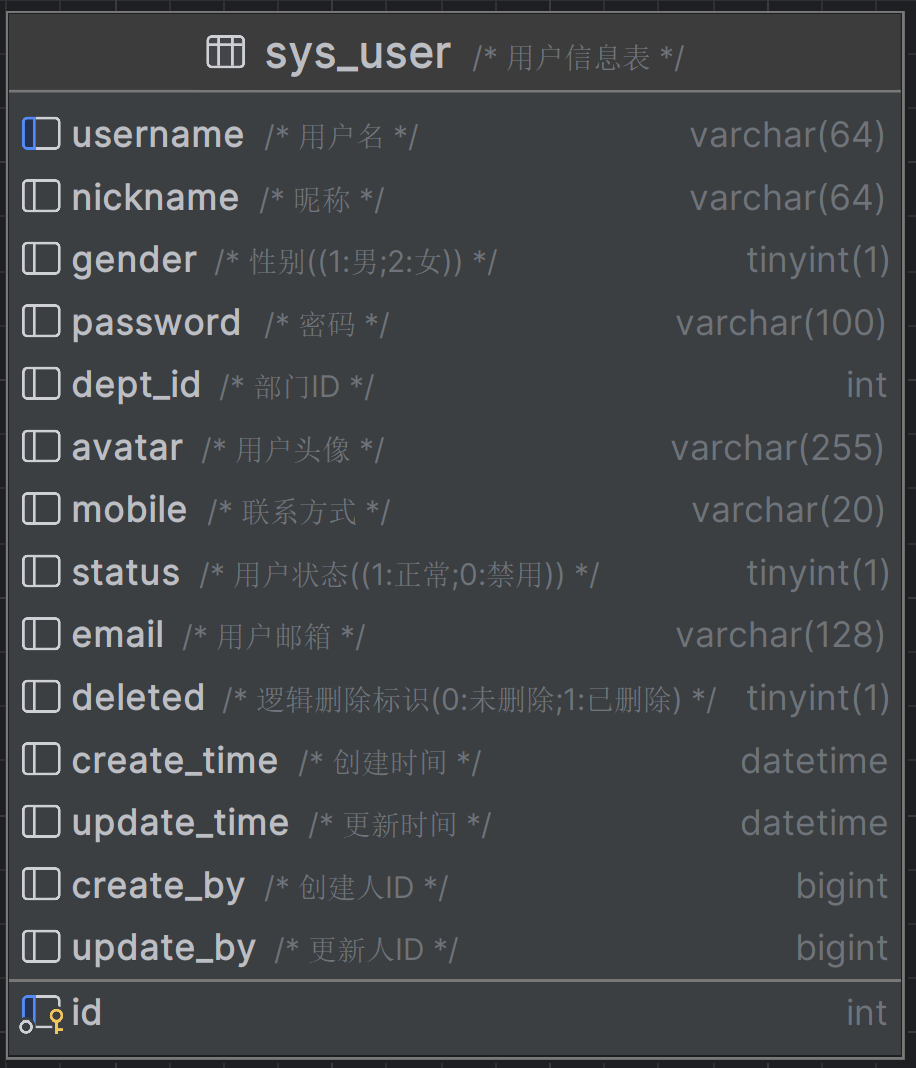 sys_user /* 用户信息表 */
username /* 用户名 */ varchar(64)
nickname /* 昵称 */ varchar(64)
gender /* 性别((1:男;2:女)) */ tinyint(1)
password /* 密码 */ varchar(100)
dept_id /* 部门ID */ int
avatar /* 用户头像 */ varchar(255)
mobile /* 联系方式 */ varchar(20)
status /* 用户状态((1:正常;0:禁用)) */ tinyint(1)
email /* 用户邮箱 */ varchar(128)
deleted /* 逻辑删除标识(0:未删除;1:已删除) */ tinyint(1)
create_time /* 创建时间 */ datetime
update_time /* 更新时间 */ datetime
create_by /* 创建人ID */ bigint
update_by /* 更新人ID */ bigint
id int